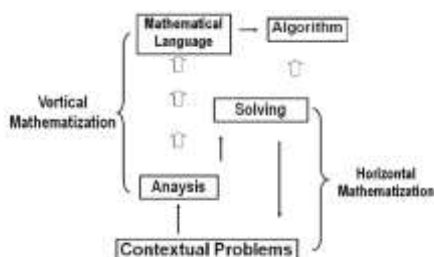 Mathematical
Language
Algorithm
Vertical
Mathematization
Solving
Anaysis
Horizontal
Mathematization
Contextual Problems